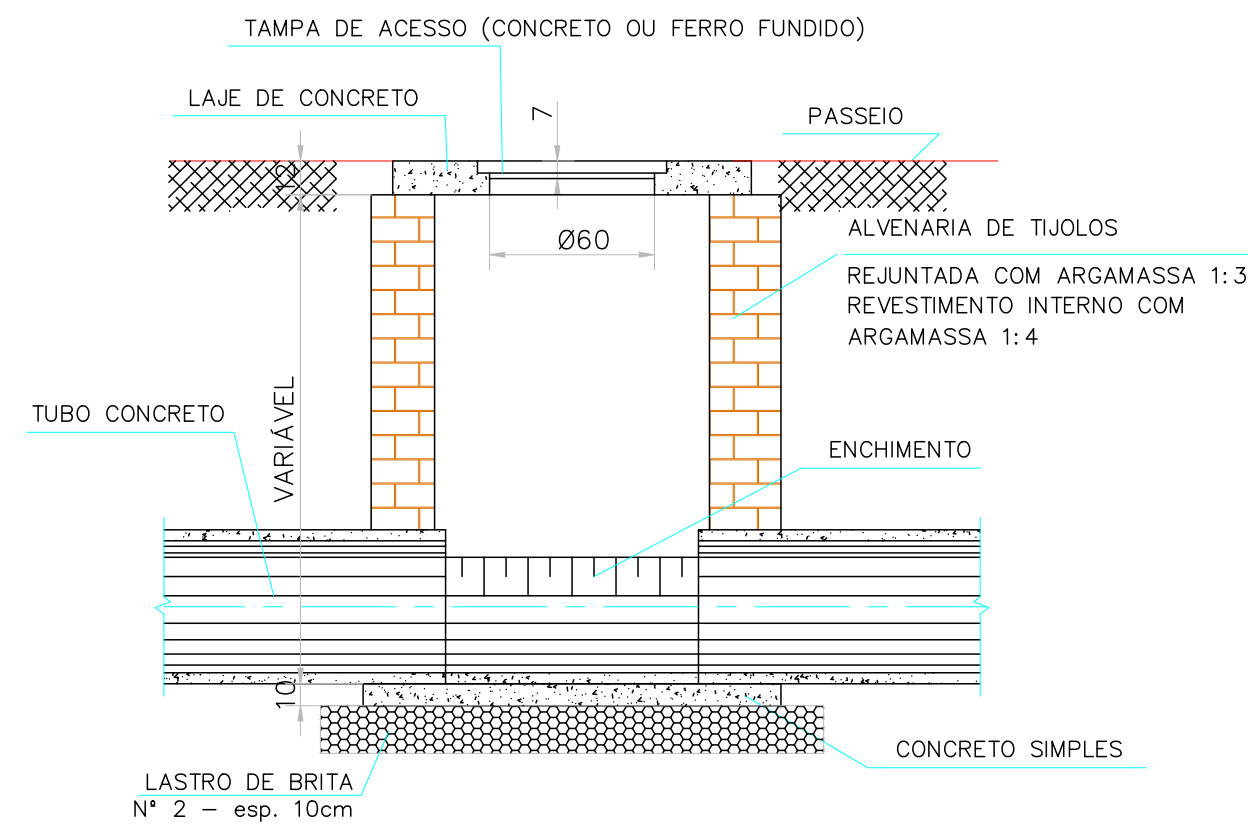 TAMPA DE ACESSO (CONCRETO OU FERRO FUNDIDO)
LAJE DE CONCRETO
7
PASSEIO
12
Ø60
ALVENARIA DE TIJOLOS
REJUNTADA COM ARGAMASSA 1:3
REVESTIMENTO INTERNO COM
ARGAMASSA 1:4
VARIÁVEL
TUBO CONCRETO
ENCHIMENTO
10
CONCRETO SIMPLES
LASTRO DE BRITA
Nº 2 – esp. 10cm